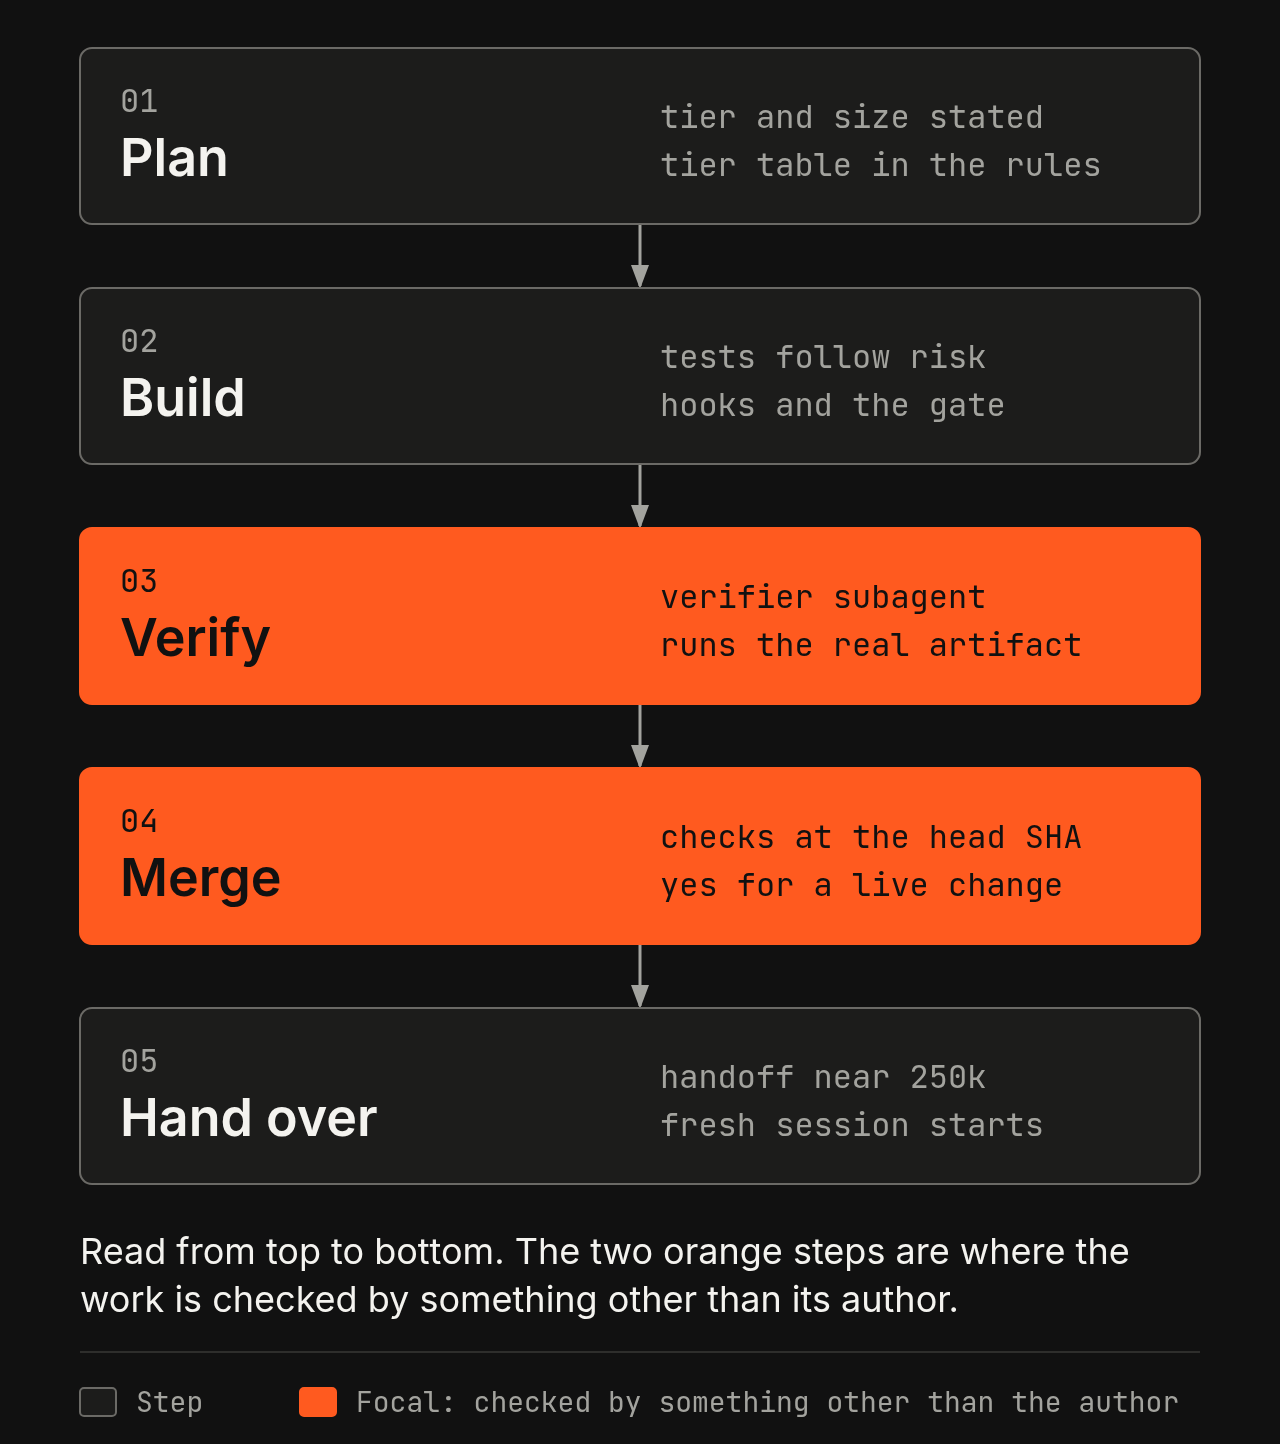 01
Plan
tier and size stated
tier table in the rules
02
Build
tests follow risk
hooks and the gate
03
Verify
verifier subagent
runs the real artifact
04
Merge
checks at the head SHA
yes for a live change
05
Hand over
handoff near 250k
fresh session starts
Read from top to bottom. The two orange steps are where the
work is checked by something other than its author.
Step
Focal: checked by something other than the author